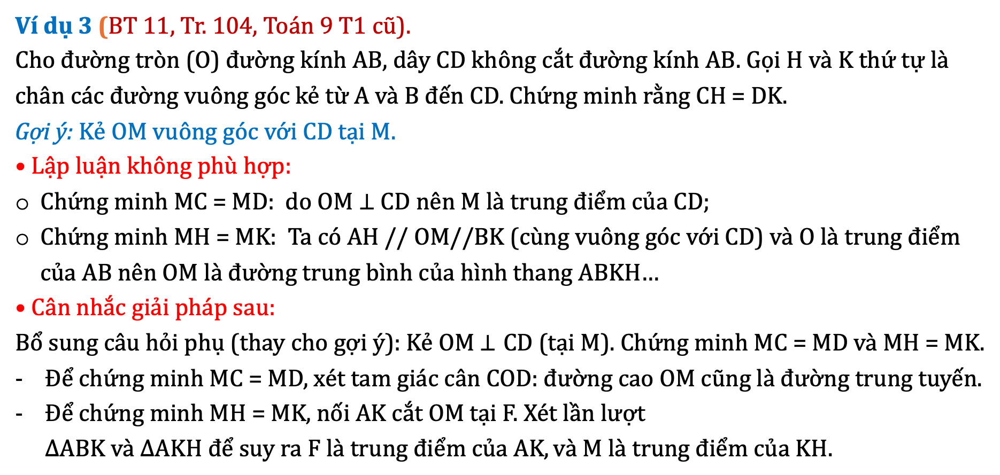 Ví dụ 3 (BT 11, Tr. 104, Toán 9 T1 cũ).
Cho đường tròn (O) đường kính AB, dây CD không cắt đường kính AB. Gọi H và K thứ tự là
chân các đường vuông góc kẻ từ A và B đến CD. Chứng minh rằng CH = DK.
Gợi ý: Kẻ OM vuông góc với CD tại M.
• Lập luận không phù hợp:
o Chứng minh MC = MD: do OM ⊥ CD nên M là trung điểm của CD;
o Chứng minh MH = MK: Ta có AH // OM//BK (cùng vuông góc với CD) và O là trung điểm
của AB nên OM là đường trung bình của hình thang ABKH...
• Cân nhắc giải pháp sau:
Bổ sung câu hỏi phụ (thay cho gợi ý): Kẻ OM ⊥ CD (tại M). Chứng minh MC = MD và MH = MK.
- Để chứng minh MC = MD, xét tam giác cân COD: đường cao OM cũng là đường trung tuyến.
- Để chứng minh MH = MK, nối AK cắt OM tại F. Xét lần lượt
ΔABK và ΔAKH để suy ra F là trung điểm của AK, và M là trung điểm của KH.